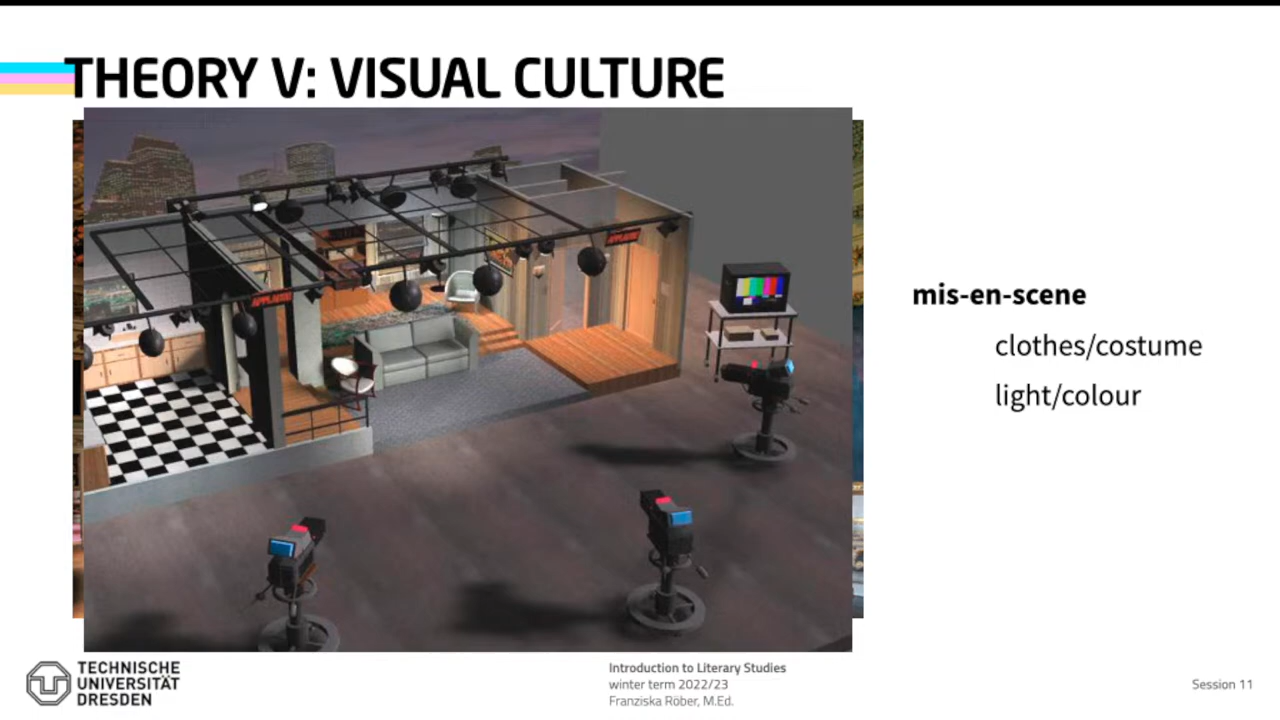 THEORY V: VISUAL CULTURE
APPLAUSE
APPLAUSE
mis-en-scene
clothes/costume
light/colour
TECHNISCHE
UNIVERSITÄT
DRESDEN
Introduction to Literary Studies
winter term 2022/23
Franziska Röber, M.Ed.
Session 11